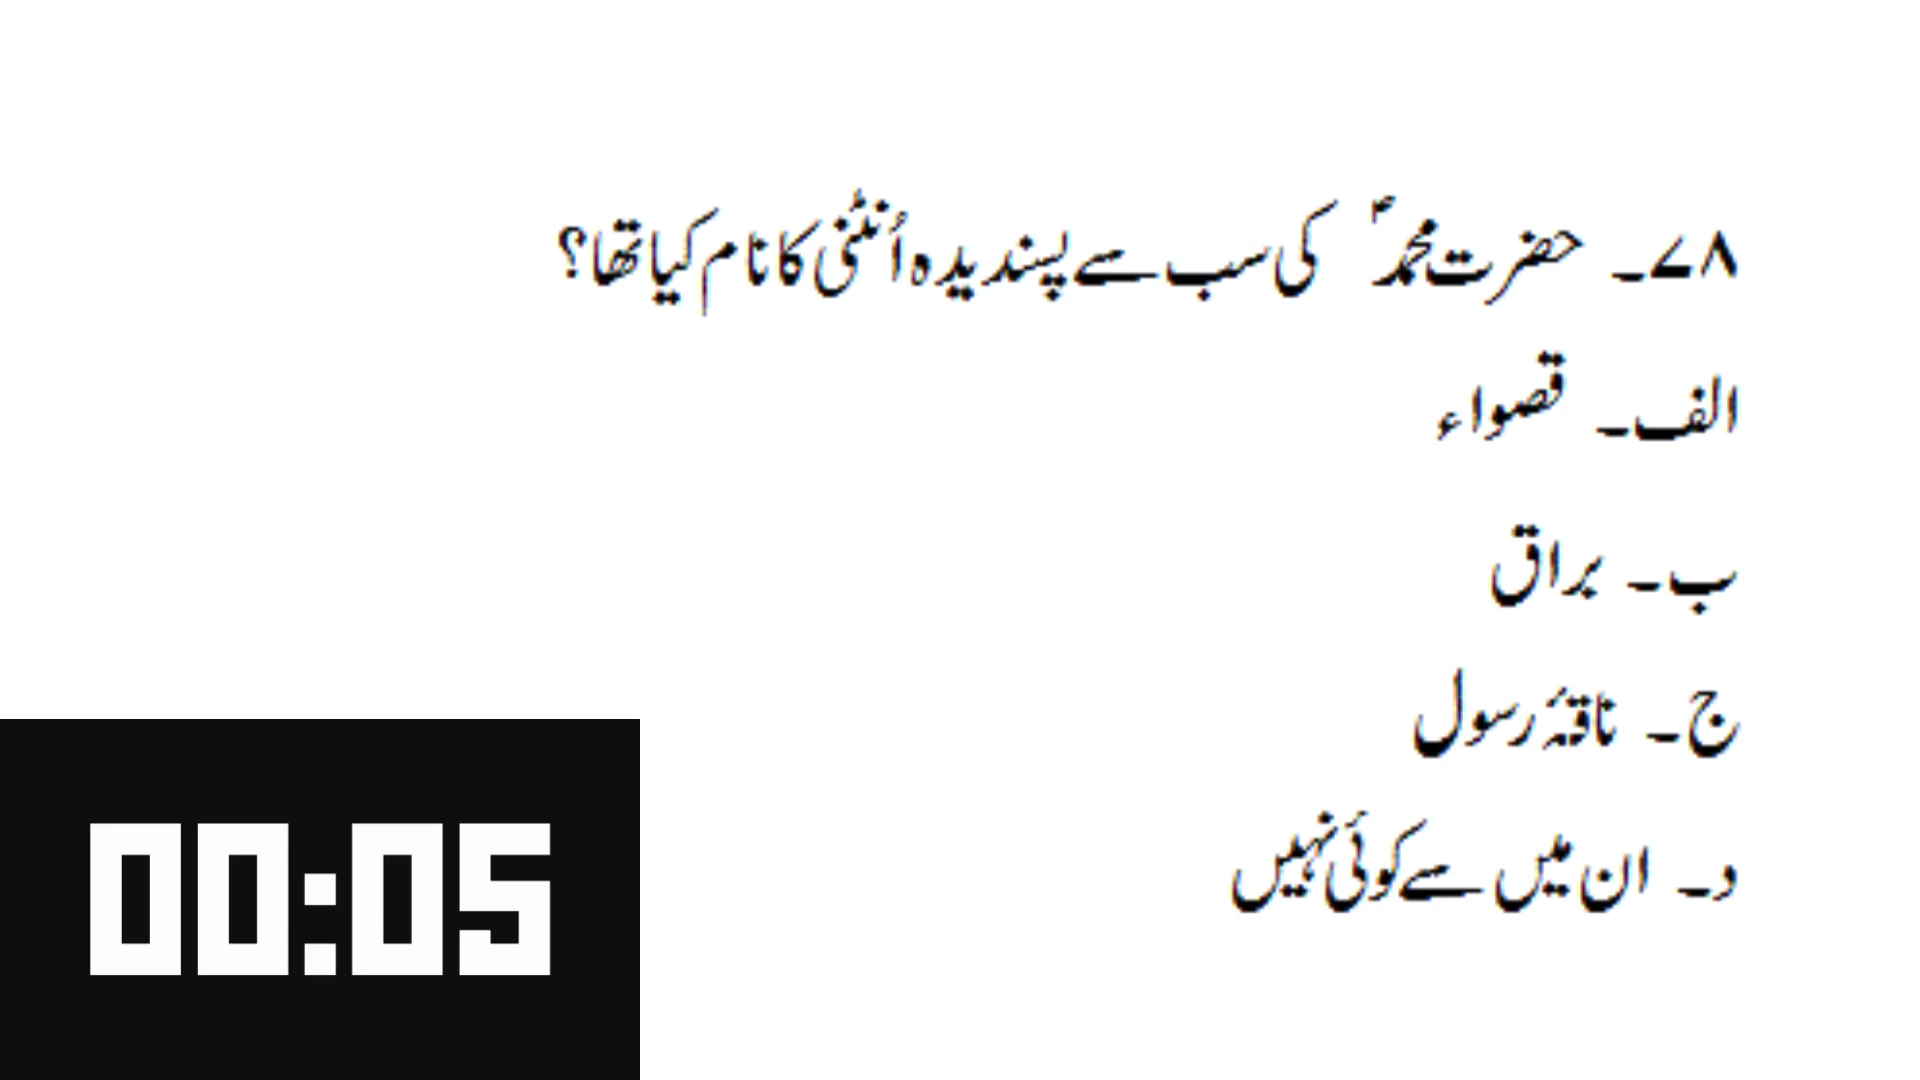 ۷۸۔ حضرت محمدؐ کی سب سے پسندیدہ اُنٹنی کا نام کیا تھا؟
الف۔ قصواء
ب۔ براق
ج۔ ناقۂ رسول
د۔ ان میں سے کوئی نہیں
00:05